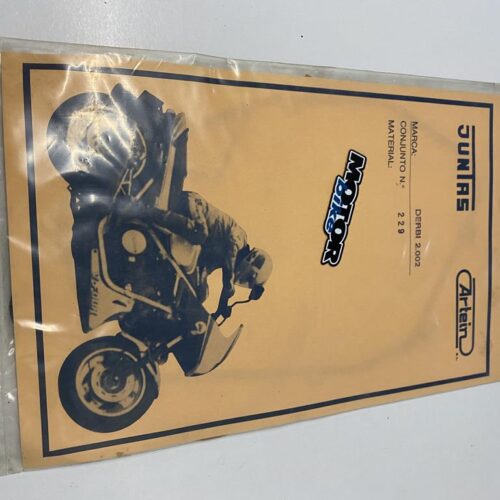 JUNTAS
Artein
MARCA: DERBI 2.002
CONJUNTO N.º 229
MATERIAL:
MOTOR
BIKE